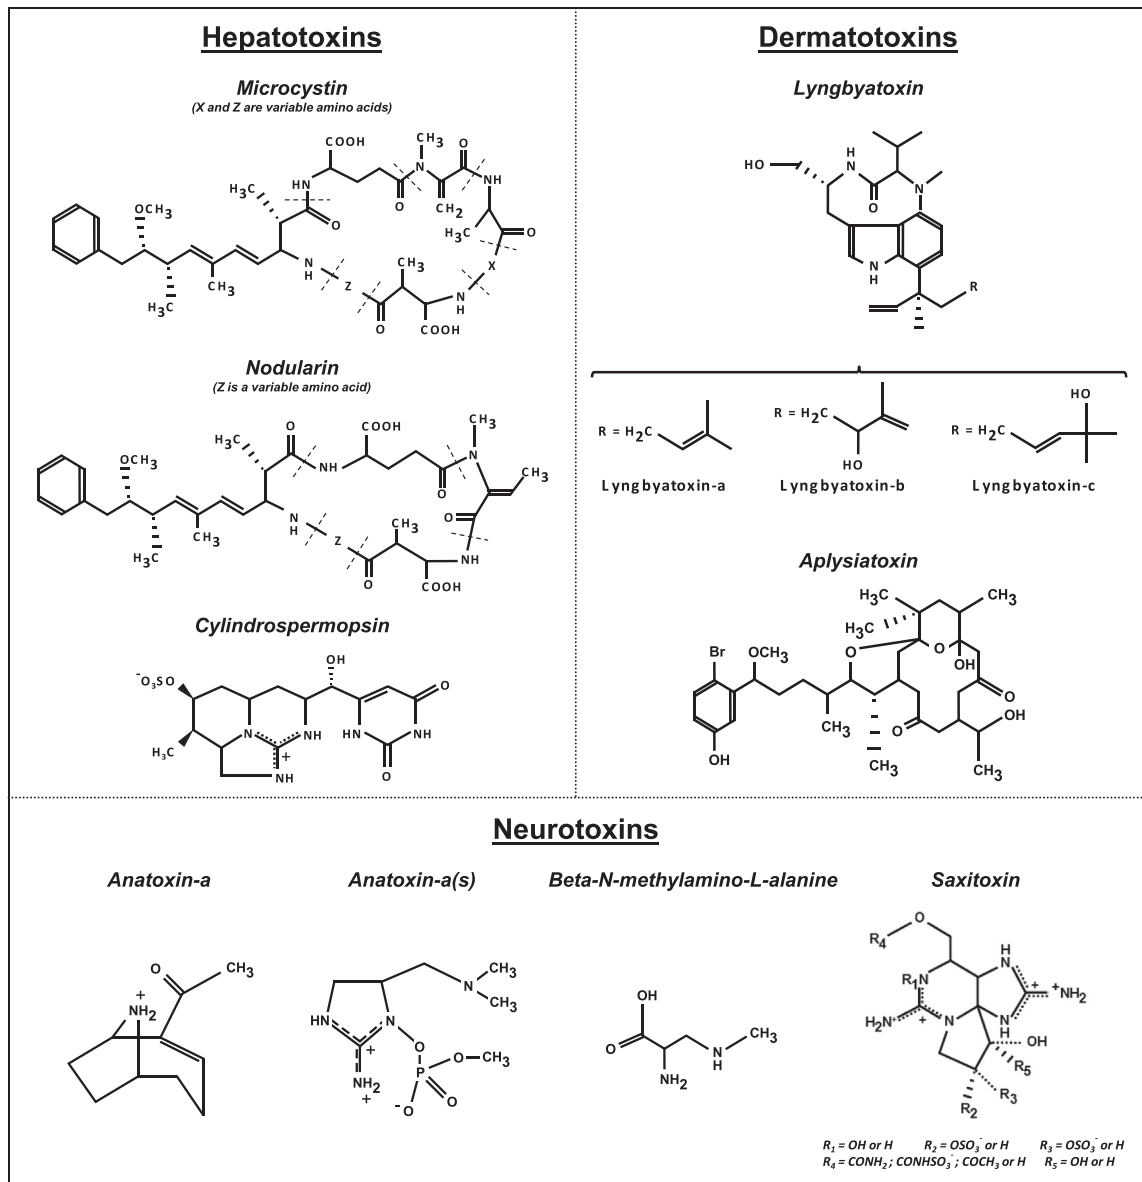 Hepatotoxins
Microcystin
(X and Z are variable amino acids)
COOH
CH3
O
H3C
NH
N
O
NH
OCH3
O
O
CH2
H3C
O
CH3
N
H
Z
CH3
X
N
H
H3C
O
COOH
Nodularin
(Z is a variable amino acid)
CH3
H3C
O
COOH
OCH3
NH
N
CH3
O
N
H
O
CH3
CH3
Z
H3C
NH
O
COOH
Cylindrospermopsin
OH
-O3SO
O
N
NH
HN
NH
H3C
+
NH
O
Dermatotoxins
Lyngbyatoxin
HO
H
N
O
N
N
H
R
R = H2C
R = H2C
HO
R = H2C
HO
Lyngbyatoxin-a
Lyngbyatoxin-b
Lyngbyatoxin-c
Aplysiatoxin
H3C
CH3
H3C
Br
OCH3
O
O
OH
O
CH3
O
OH
OH
CH3
CH3
Neurotoxins
Anatoxin-a
Anatoxin-a(s)
Beta-N-methylamino-L-alanine
Saxitoxin
O
CH3
+
NH2
N
CH3
CH3
HN
N
+
O
O
CH3
NH2
+
P
-O
O
OH
O
N
H
CH3
NH2
O
R4
H
N
R1
N
+
+NH2
H2N
+
N
N
H
OH
R5
R3
R2
R1 = OH or H R2 = OSO3- or H R3 = OSO3- or H
R4 = CONH2 ; CONHSO3- ; COCH3 or H R5 = OH or H